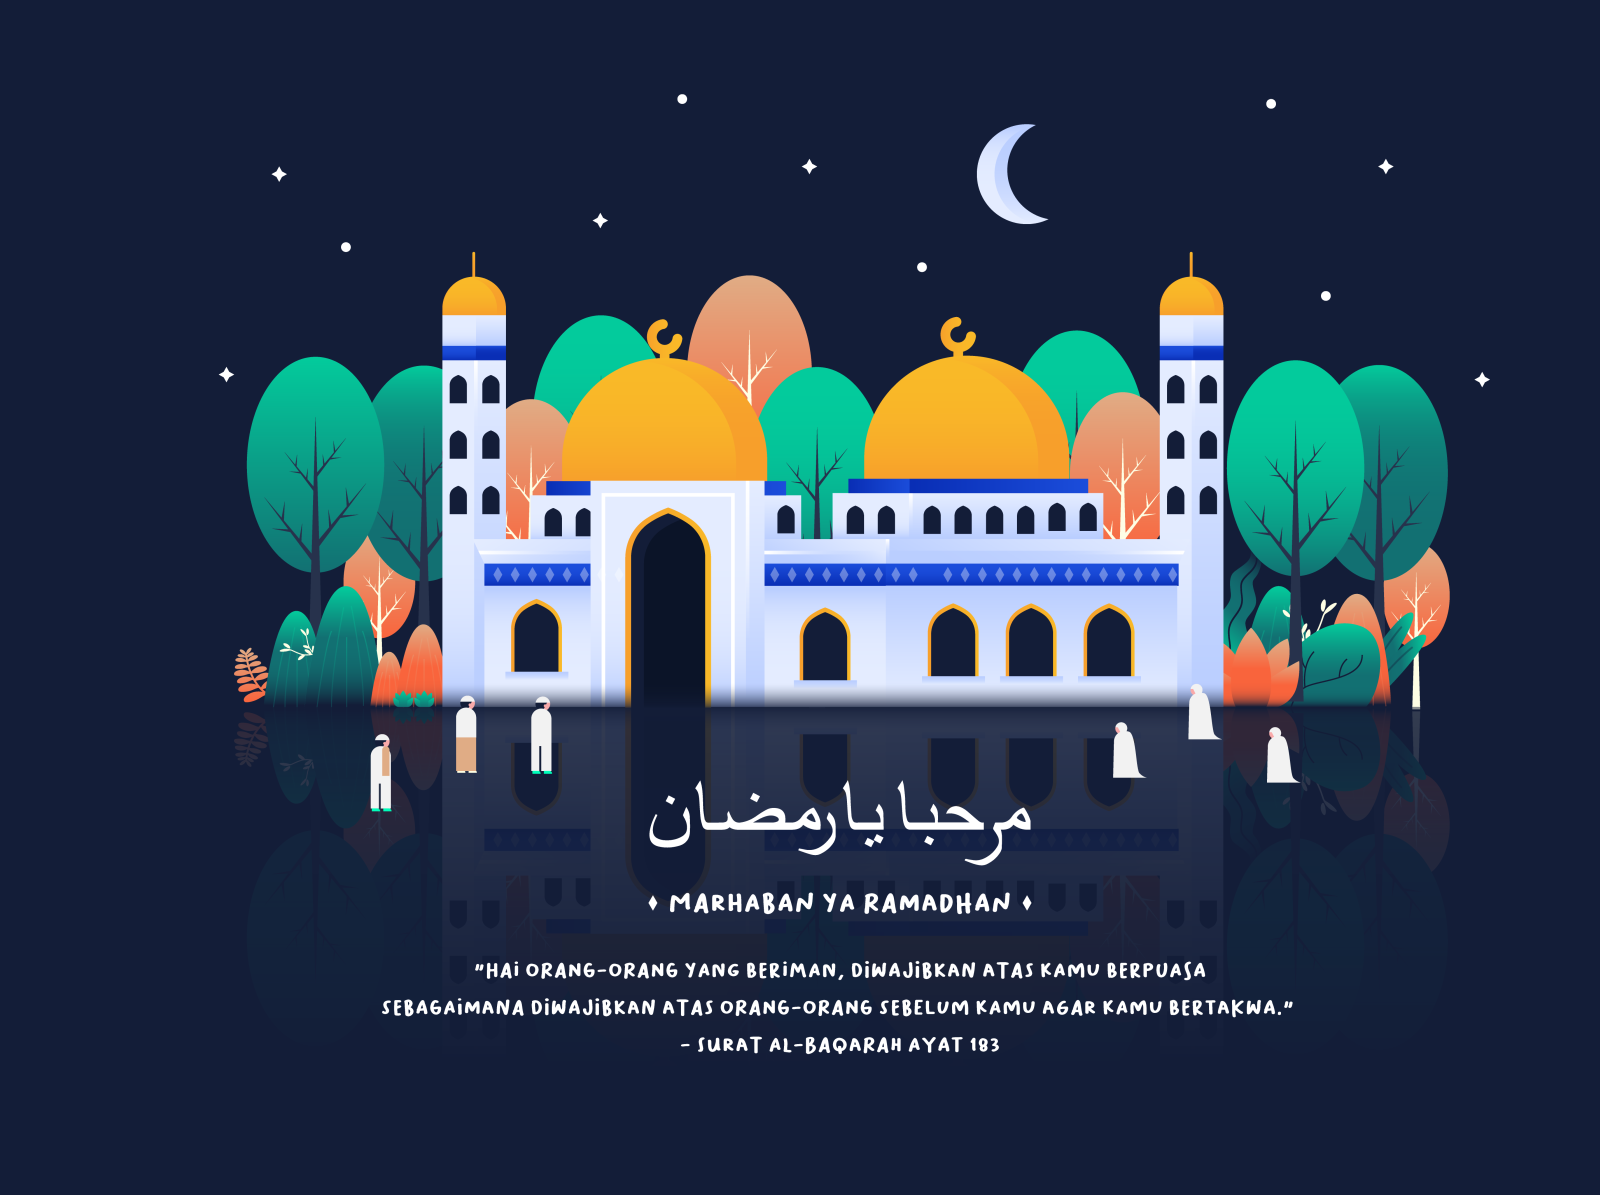 مرحبا يا رمضان
MARHABAN YA RAMADHAN
"HAI ORANG-ORANG YANG BERIMAN, DIWAJIBKAN ATAS KAMU BERPUASA
SEBAGAIMANA DIWAJIBKAN ATAS ORANG-ORANG SEBELUM KAMU AGAR KAMU BERTAKWA."
- SURAT AL-BAQARAH AYAT 183